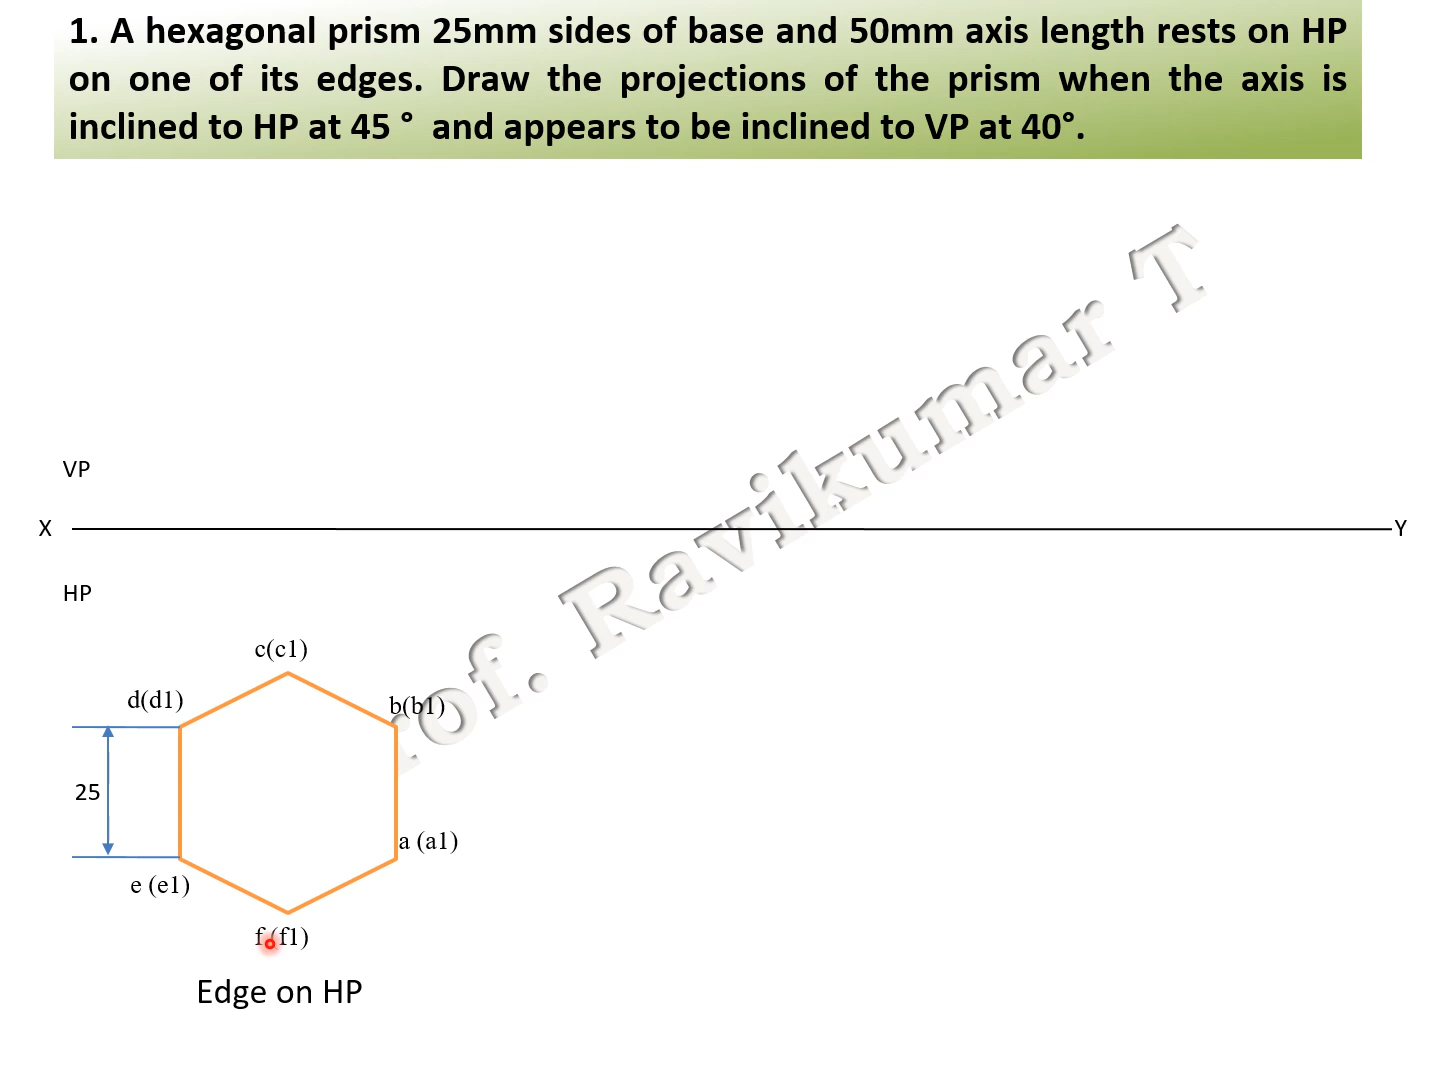 1. A hexagonal prism 25mm sides of base and 50mm axis length rests on HP
on one of its edges. Draw the projections of the prism when the axis is
inclined to HP at 45 ° and appears to be inclined to VP at 40°.
Prof. Ravikumar T
VP
X Y
HP
c(c1)
d(d1) b(b1)
25
a (a1)
e (e1)
f (f1)
Edge on HP